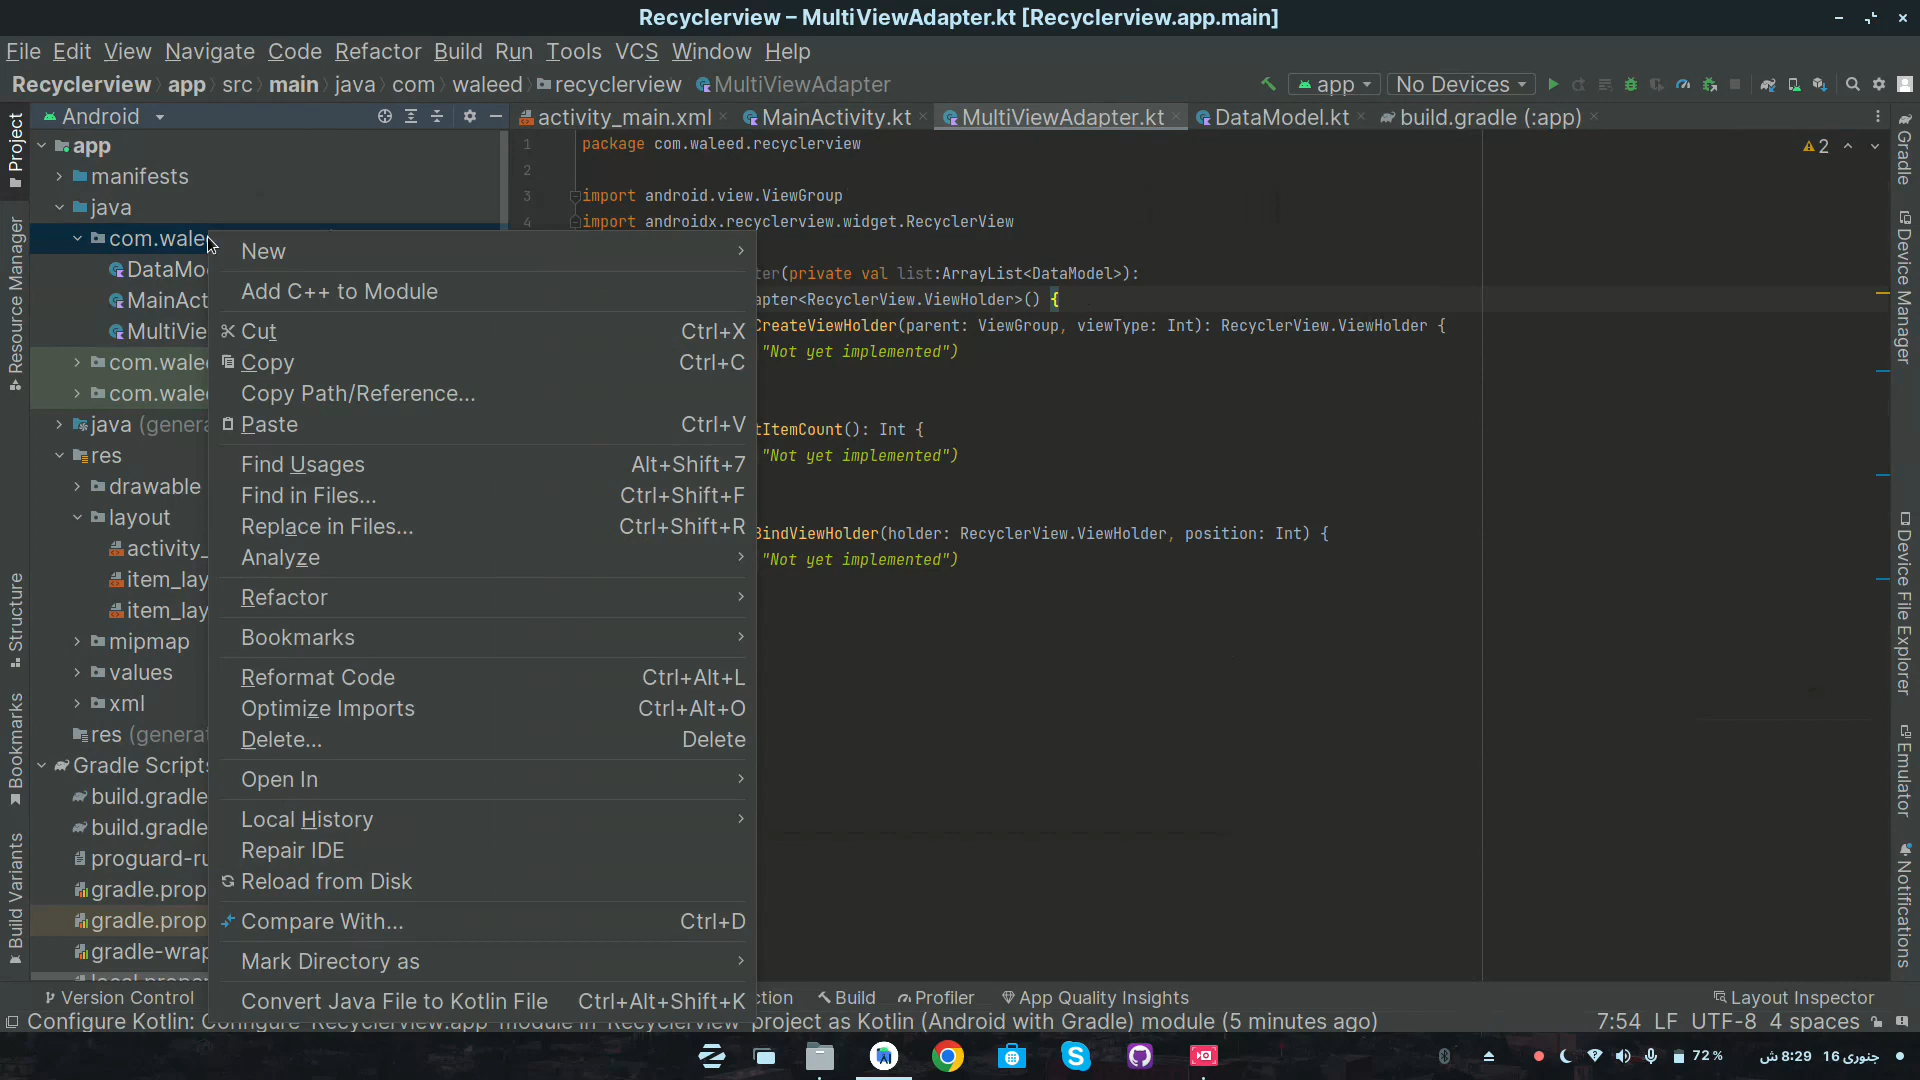 Recyclerview – MultiViewAdapter.kt [Recyclerview.app.main]
File Edit View Navigate Code Refactor Build Run Tools VCS Window Help
Recyclerview app src main java com waleed recyclerview MultiViewAdapter
app No Devices
Android
activity_main.xml MainActivity.kt MultiViewAdapter.kt DataModel.kt build.gradle (:app)
Project
Resource Manager
Structure
Bookmarks
Build Variants
app
manifests
java
com.walee
DataMo
MainAct
MultiVie
com.walee
com.walee
java (genera
res
drawable
layout
activity_
item_lay
item_lay
mipmap
values
xml
res (generat
Gradle Scripts
build.gradle
build.gradle
proguard-ru
gradle.prop
gradle.prop
gradle-wrap
New
Add C++ to Module
Cut Ctrl+X
Copy Ctrl+C
Copy Path/Reference...
Paste Ctrl+V
Find Usages Alt+Shift+7
Find in Files... Ctrl+Shift+F
Replace in Files... Ctrl+Shift+R
Analyze
Refactor
Bookmarks
Reformat Code Ctrl+Alt+L
Optimize Imports Ctrl+Alt+O
Delete... Delete
Open In
Local History
Repair IDE
Reload from Disk
Compare With... Ctrl+D
Mark Directory as
Convert Java File to Kotlin File Ctrl+Alt+Shift+K
1 package com.waleed.recyclerview
2
3 import android.view.ViewGroup
4 import androidx.recyclerview.widget.RecyclerView
ter(private val list:ArrayList<DataModel>):
apter<RecyclerView.ViewHolder>() {
CreateViewHolder(parent: ViewGroup, viewType: Int): RecyclerView.ViewHolder {
"Not yet implemented")
tItemCount(): Int {
"Not yet implemented")
BindViewHolder(holder: RecyclerView.ViewHolder, position: Int) {
"Not yet implemented")
2
Gradle
Device Manager
Device File Explorer
Emulator
Notifications
Version Control ction Build Profiler App Quality Insights Layout Inspector
Configure Kotlin: Configure 'Recyclerview.app' module in 'Recyclerview' project as Kotlin (Android with Gradle) module (5 minutes ago) 7:54 LF UTF-8 4 spaces
72 % جنوری 16 8:29 ش